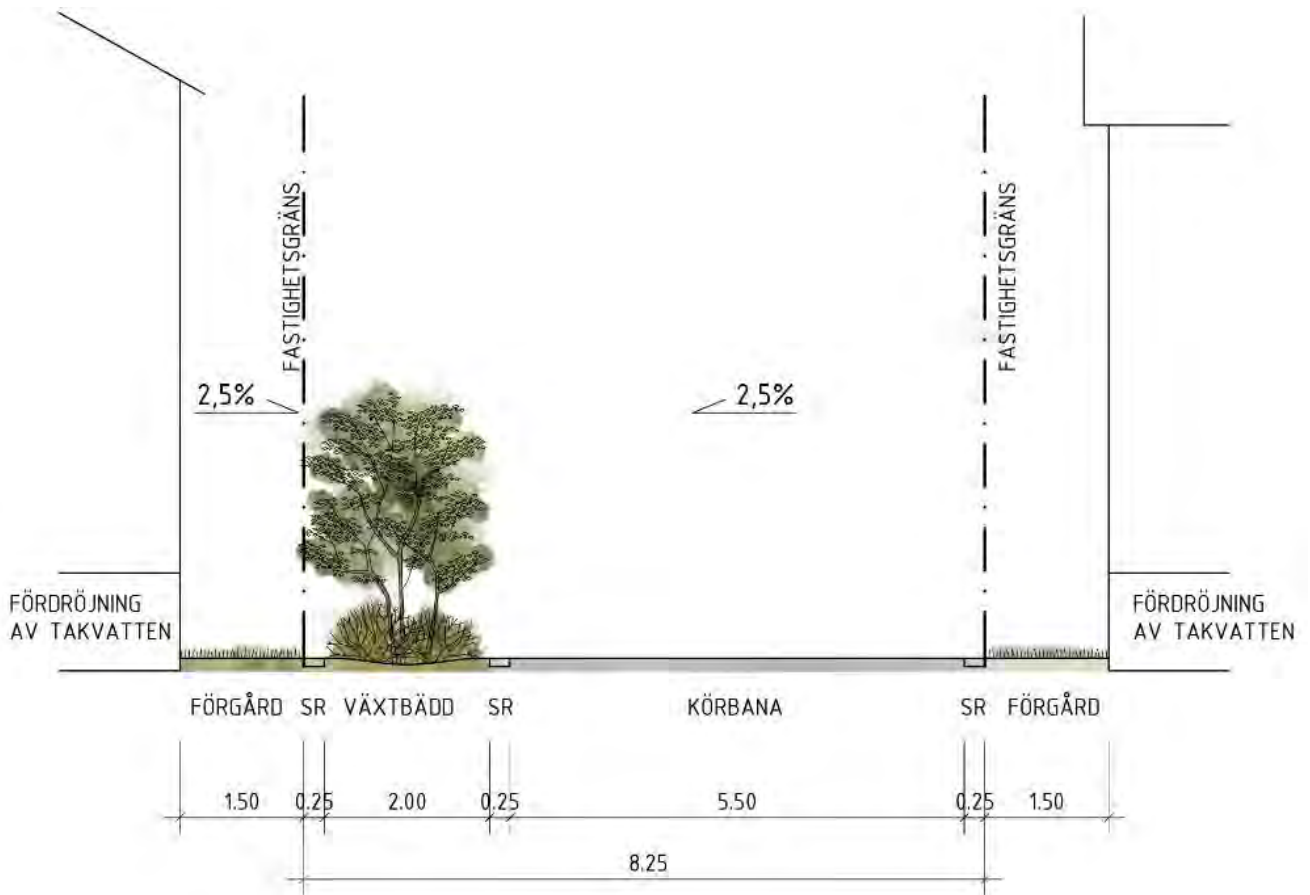 FASTIGHETSGRÄNS
FASTIGHETSGRÄNS
2,5%
2,5%
FÖRDRÖJNING
AV TAKVATTEN
FÖRDRÖJNING
AV TAKVATTEN
FÖRGÅRD SR VÄXTBÄDD SR KÖRBANA SR FÖRGÅRD
1.50 0.25 2.00 0.25 5.50 0.25 1.50
8.25